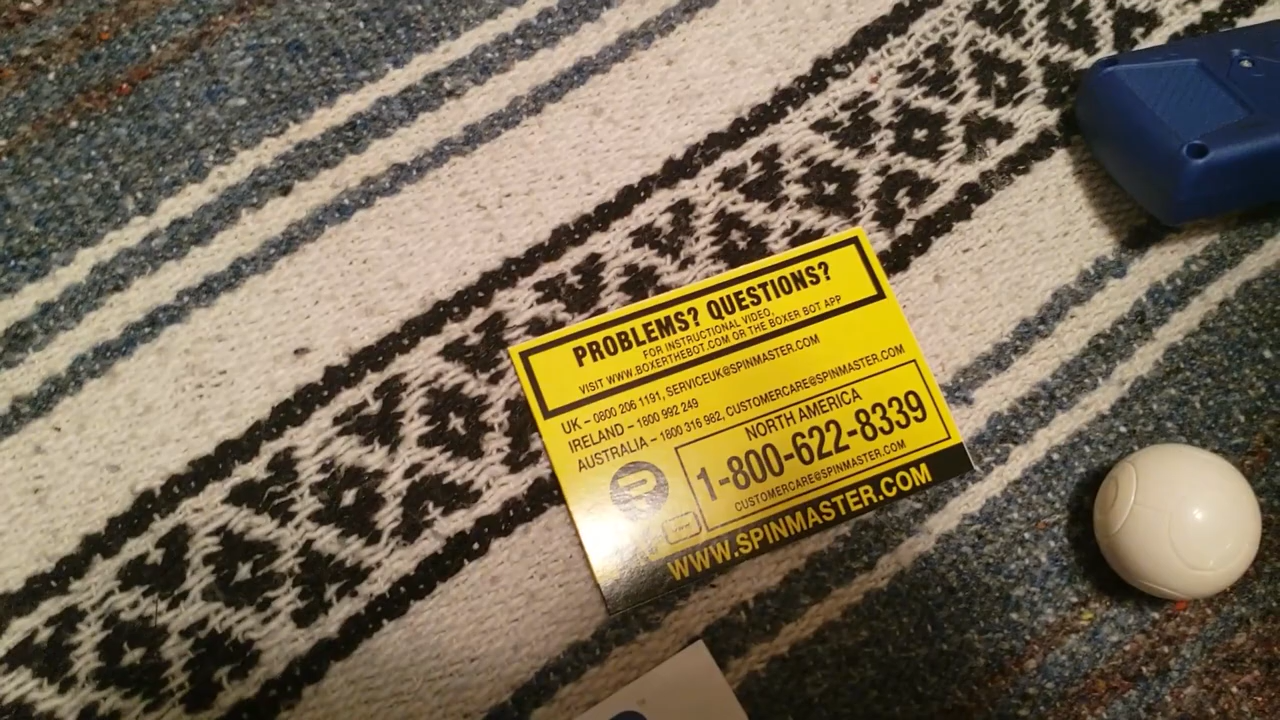 PROBLEMS? QUESTIONS?
FOR INSTRUCTIONAL VIDEO,
VISIT WWW.BOXERTHEBOT.COM OR THE BOXER BOT APP
UK – 0800 206 1191, SERVICEUK@SPINMASTER.COM
IRELAND – 1800 992 249
AUSTRALIA – 1800 316 982, CUSTOMERCARE@SPINMASTER.COM
NORTH AMERICA
1-800-622-8339
CUSTOMERCARE@SPINMASTER.COM
WWW.SPINMASTER.COM